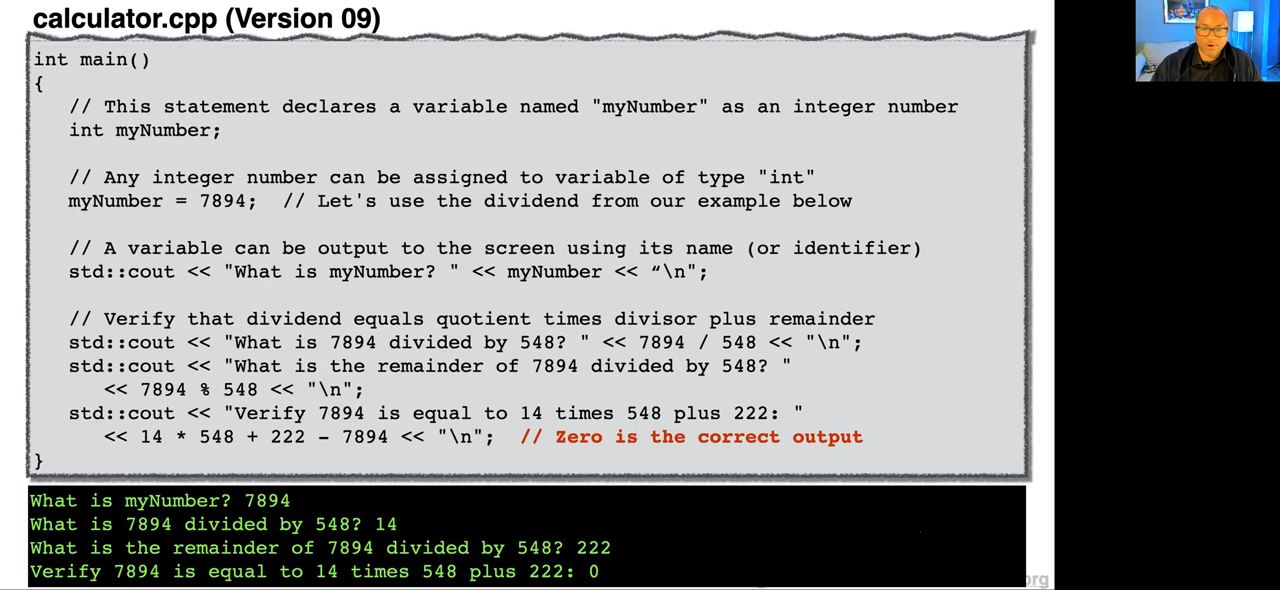 calculator.cpp (Version 09)
int main()
{
// This statement declares a variable named "myNumber" as an integer number
int myNumber;
// Any integer number can be assigned to variable of type "int"
myNumber = 7894;  // Let's use the dividend from our example below
// A variable can be output to the screen using its name (or identifier)
std::cout << "What is myNumber? " << myNumber << “\n";
// Verify that dividend equals quotient times divisor plus remainder
std::cout << "What is 7894 divided by 548? " << 7894 / 548 << "\n";
std::cout << "What is the remainder of 7894 divided by 548? "
<< 7894 % 548 << "\n";
std::cout << "Verify 7894 is equal to 14 times 548 plus 222: "
<< 14 * 548 + 222 - 7894 << "\n";  // Zero is the correct output
}
What is myNumber? 7894
What is 7894 divided by 548? 14
What is the remainder of 7894 divided by 548? 222
Verify 7894 is equal to 14 times 548 plus 222: 0
org